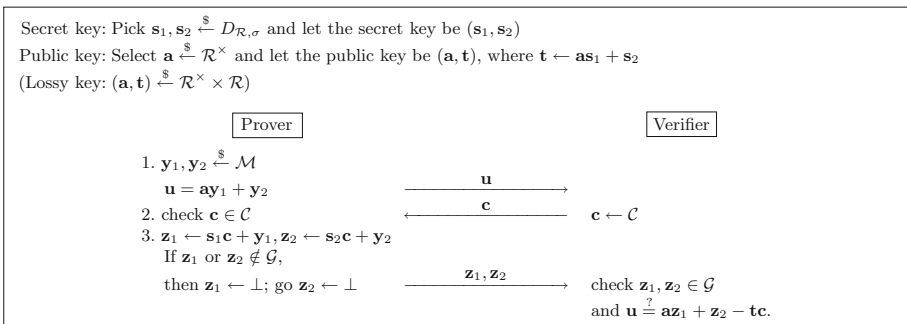 Secret key: Pick s₁, s₂ ←$ D_{ℛ,σ} and let the secret key be (s₁, s₂)
Public key: Select a ←$ ℛ^× and let the public key be (a, t), where t ← as₁ + s₂
(Lossy key: (a, t) ←$ ℛ^× × ℛ)
Prover Verifier
1. y₁, y₂ ←$ ℳ
u = ay₁ + y₂ u
2. check c ∈ 𝒞 c c ← 𝒞
3. z₁ ← s₁c + y₁, z₂ ← s₂c + y₂
If z₁ or z₂ ∉ 𝒢,
then z₁ ← ⊥; go z₂ ← ⊥ z₁, z₂ check z₁, z₂ ∈ 𝒢
and u ≟ az₁ + z₂ − tc.